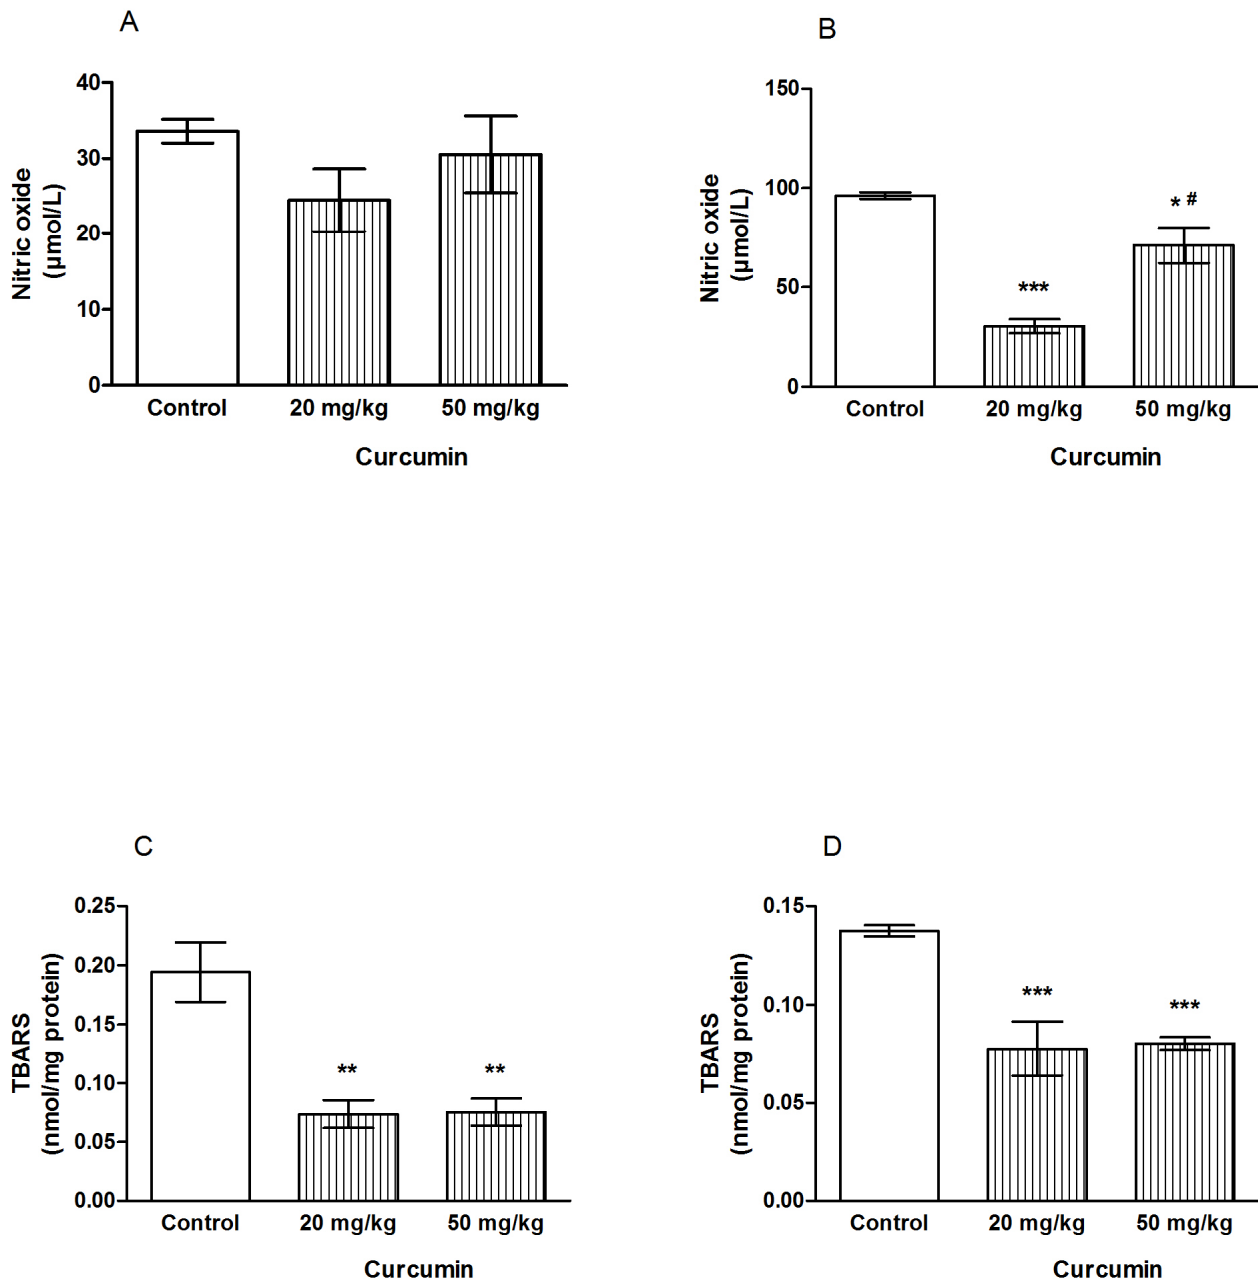 A
Nitric oxide
(µmol/L)
40
30
20
10
0
Control 20 mg/kg 50 mg/kg
Curcumin
B
Nitric oxide
(µmol/L)
150
100
50
0
***
* #
Control 20 mg/kg 50 mg/kg
Curcumin
C
TBARS
(nmol/mg protein)
0.25
0.20
0.15
0.10
0.05
0.00
** **
Control 20 mg/kg 50 mg/kg
Curcumin
D
TBARS
(nmol/mg protein)
0.15
0.10
0.05
0.00
*** ***
Control 20 mg/kg 50 mg/kg
Curcumin